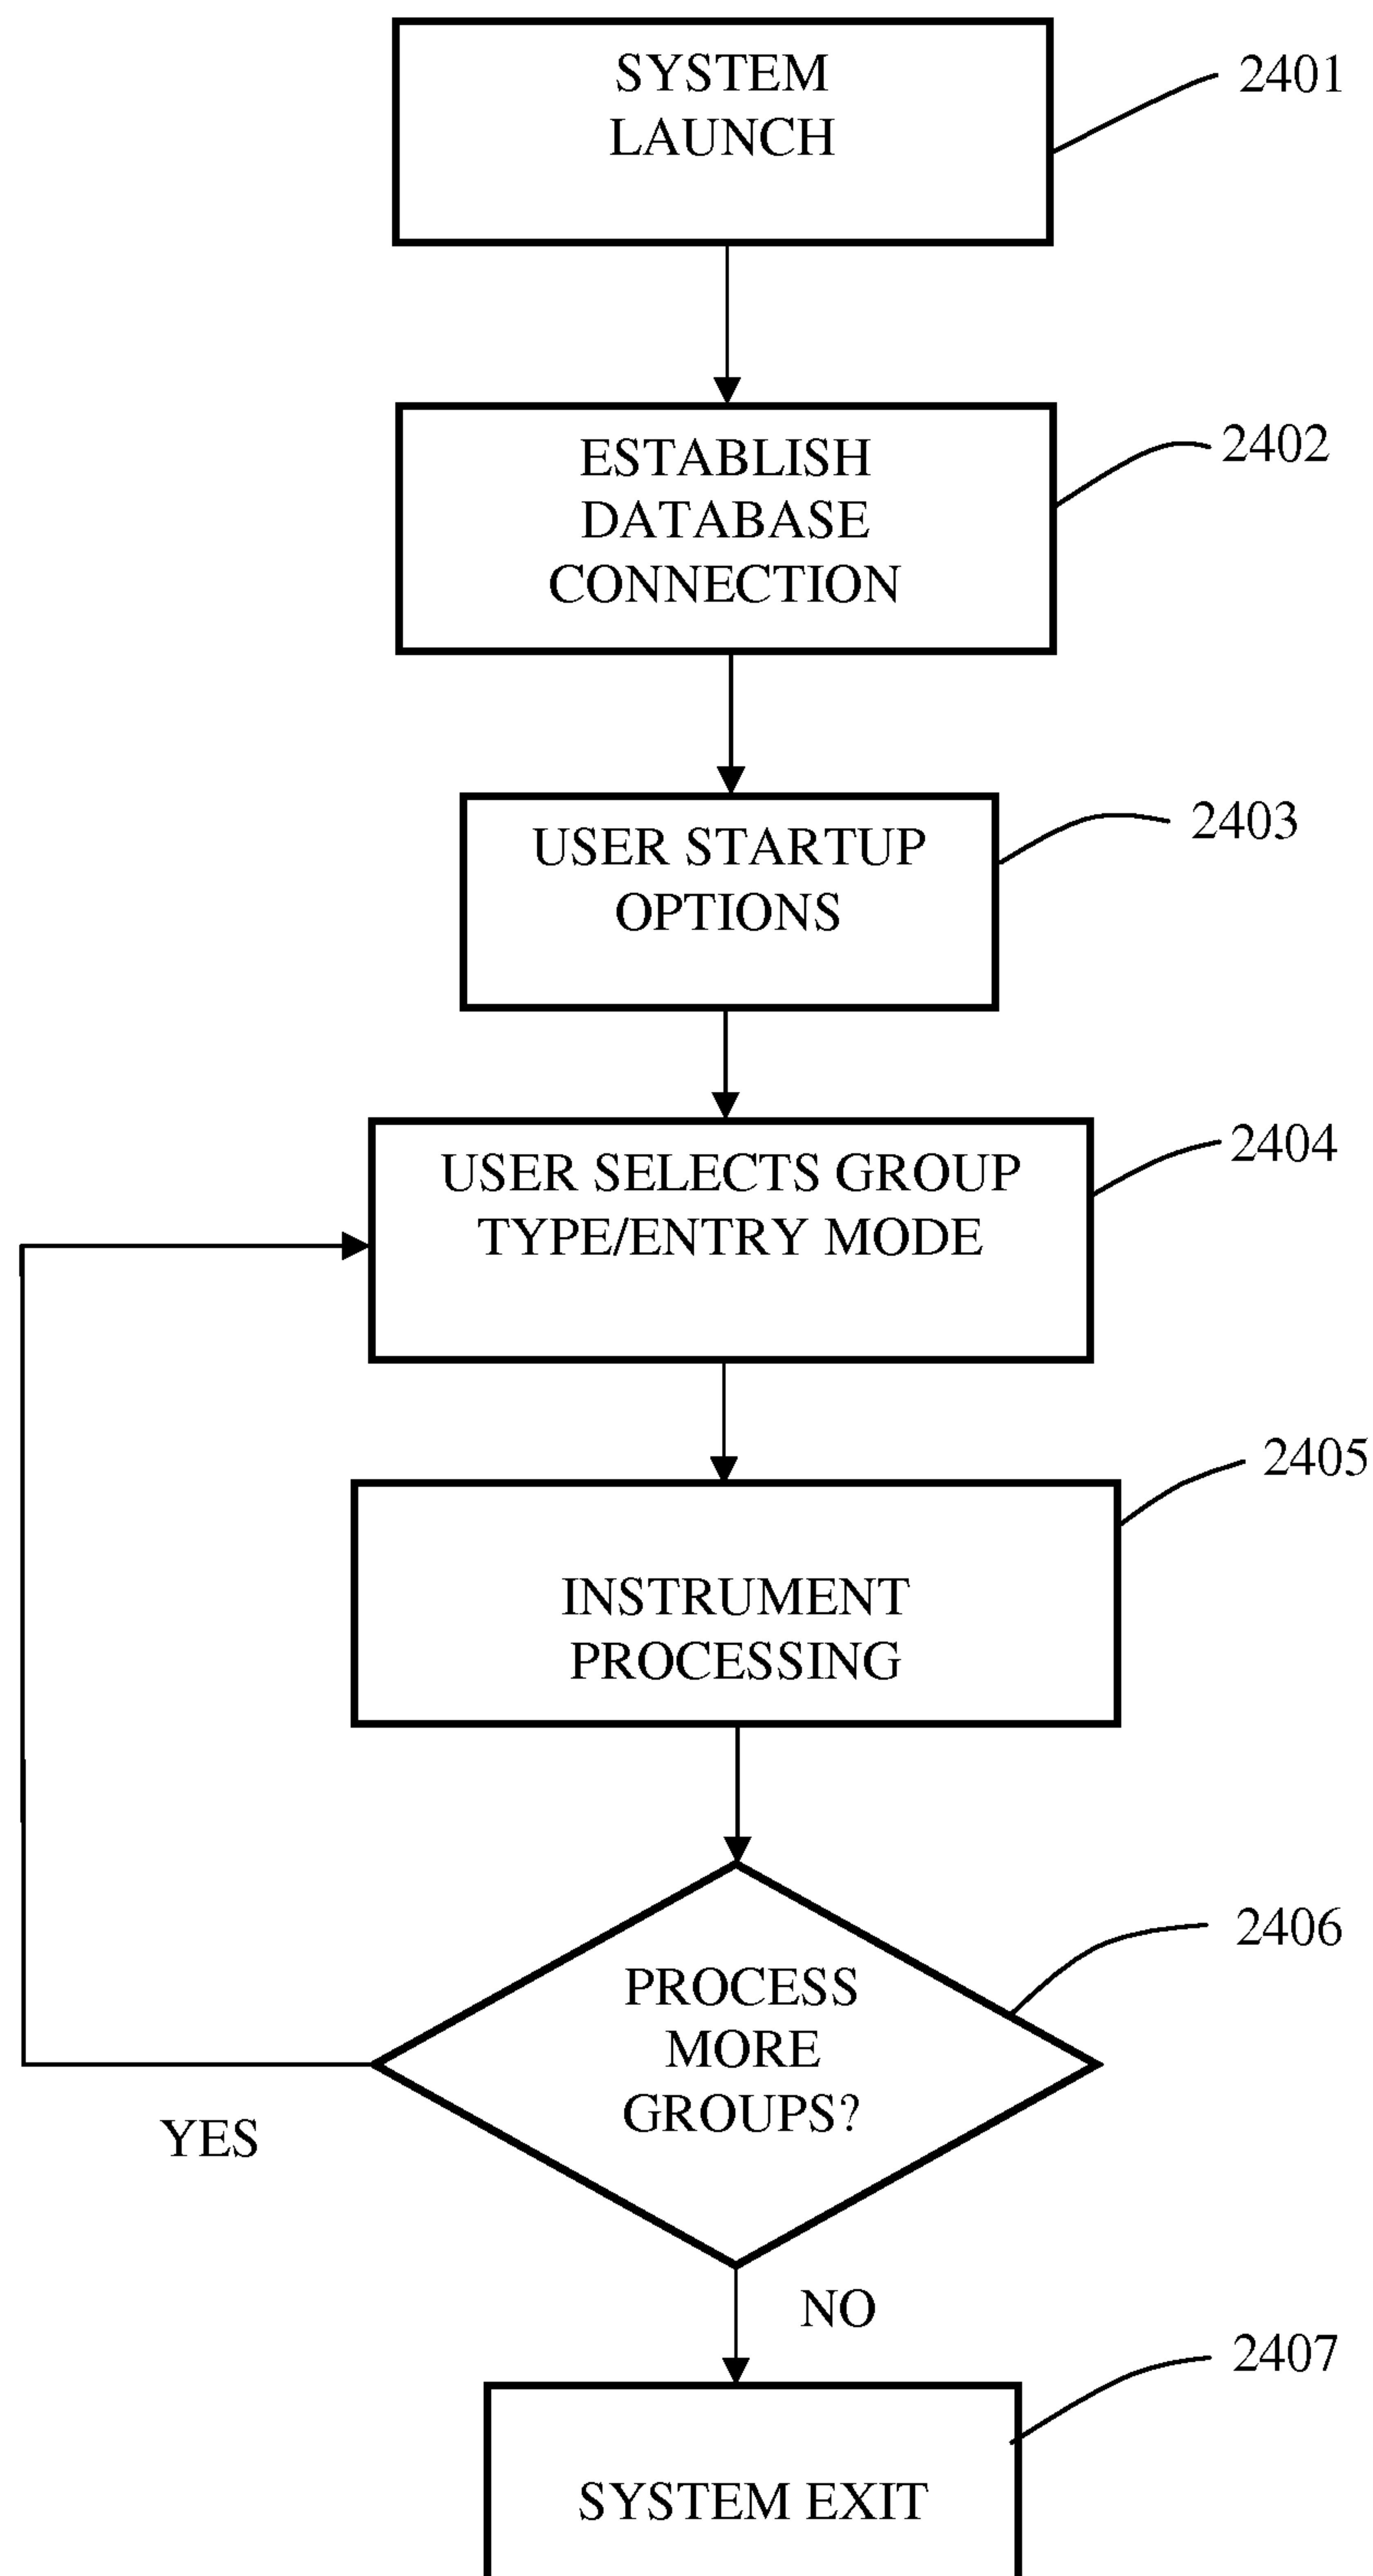 SYSTEM
LAUNCH
2401
ESTABLISH
DATABASE
CONNECTION
2402
USER STARTUP
OPTIONS
2403
USER SELECTS GROUP
TYPE/ENTRY MODE
2404
INSTRUMENT
PROCESSING
2405
PROCESS
MORE
GROUPS?
2406
YES
NO
SYSTEM EXIT
2407